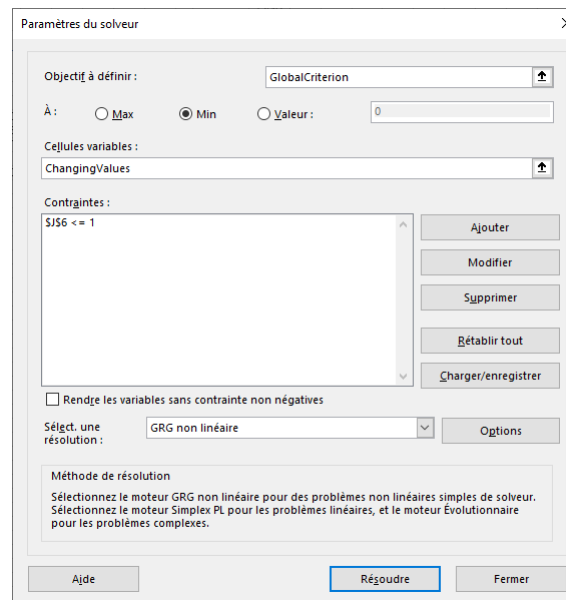 Paramètres du solveur
Objectif à définir :
GlobalCriterion
À :
Max
Min
Valeur :
0
Cellules variables :
ChangingValues
Contraintes :
$J$6 <= 1
Ajouter
Modifier
Supprimer
Rétablir tout
Charger/enregistrer
Rendre les variables sans contrainte non négatives
Sélect. une
résolution :
GRG non linéaire
Options
Méthode de résolution
Sélectionnez le moteur GRG non linéaire pour des problèmes non linéaires simples de solveur.
Sélectionnez le moteur Simplex PL pour les problèmes linéaires, et le moteur Évolutionnaire
pour les problèmes complexes.
Aide
Résoudre
Fermer